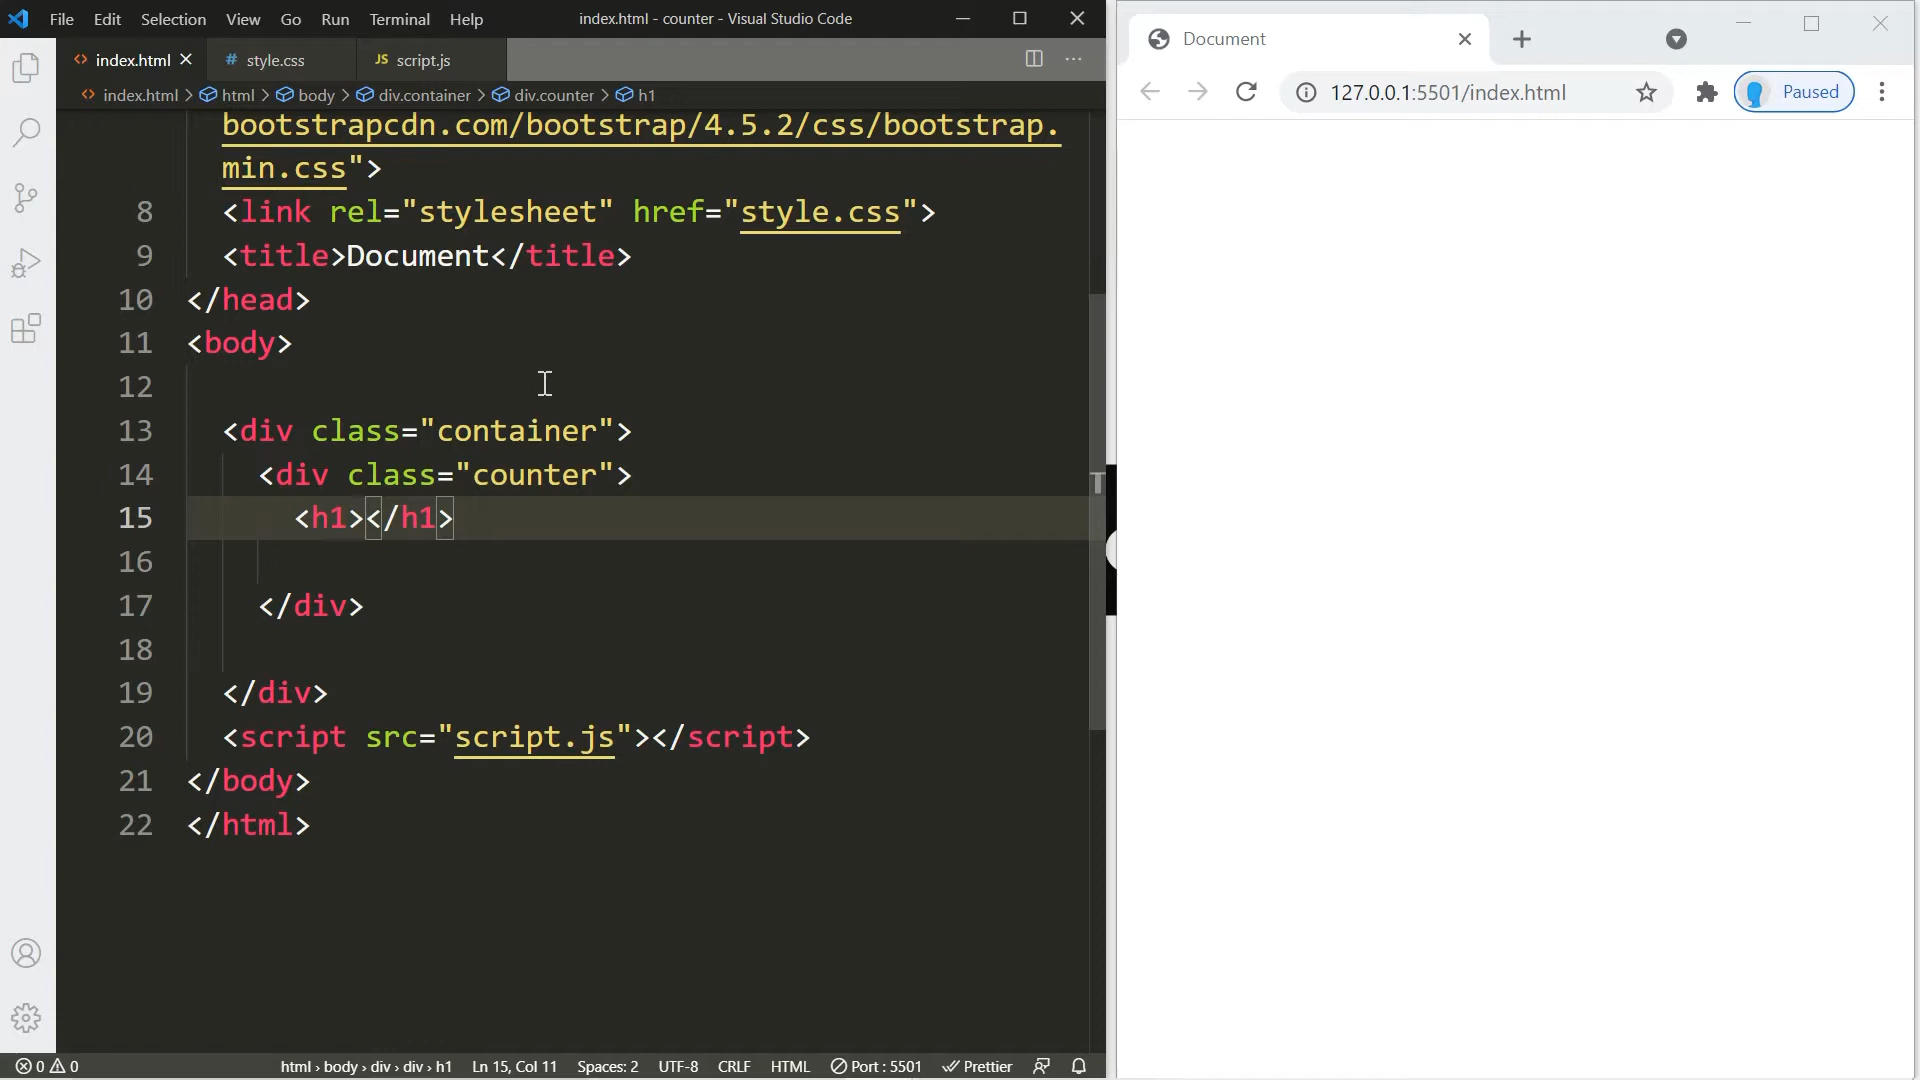 File Edit Selection View Go Run Terminal Help index.html - counter - Visual Studio Code
index.html # style.css JS script.js
index.html > html > body > div.container > div.counter > h1
bootstrapcdn.com/bootstrap/4.5.2/css/bootstrap.
min.css">
8 <link rel="stylesheet" href="style.css">
9 <title>Document</title>
10 </head>
11 <body>
12
13 <div class="container">
14 <div class="counter">
15 <h1></h1>
16
17 </div>
18
19 </div>
20 <script src="script.js"></script>
21 </body>
22 </html>
0 0 html › body › div › div › h1 Ln 15, Col 11 Spaces: 2 UTF-8 CRLF HTML Port : 5501 Prettier
Document
127.0.0.1:5501/index.html Paused
T